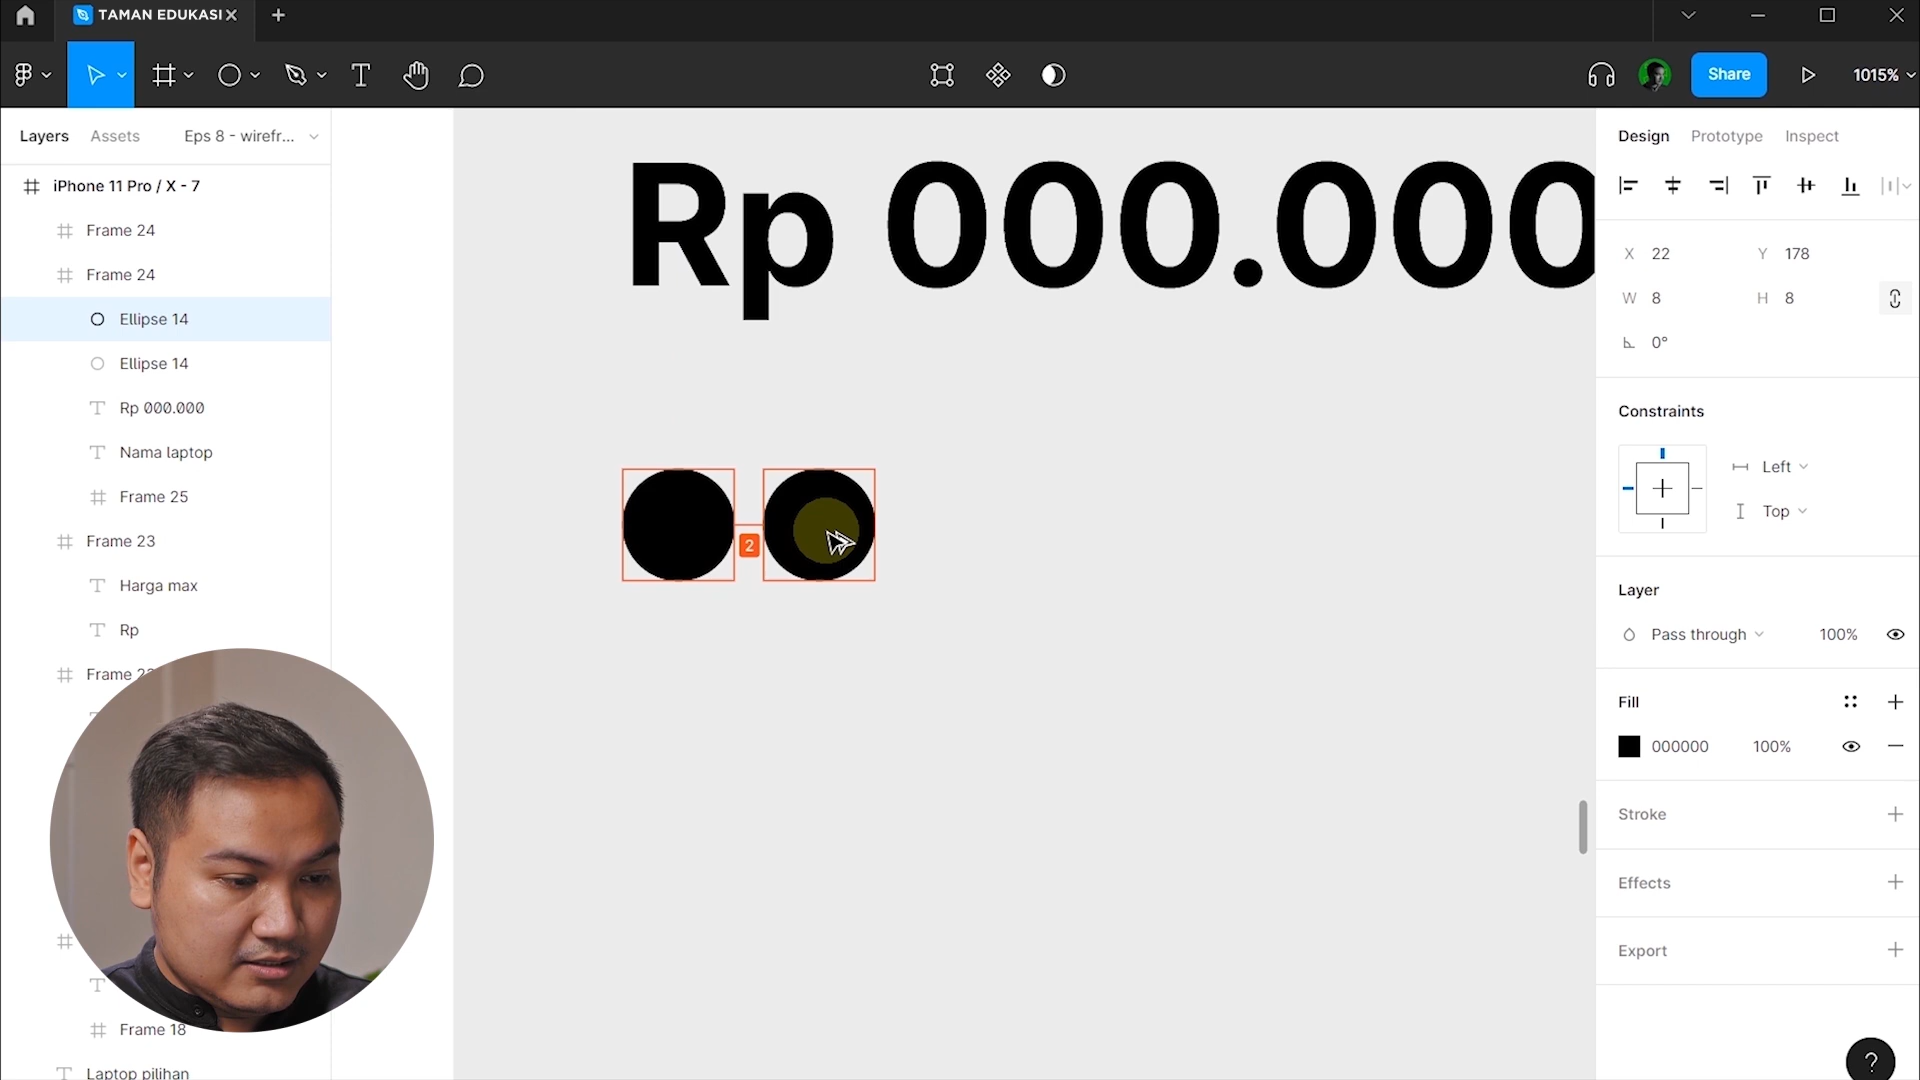 TAMAN EDUKASI
Share
1015%
Layers
Assets
Eps 8 - wirefr...
iPhone 11 Pro / X - 7
Frame 24
Frame 24
Ellipse 14
Ellipse 14
Rp 000.000
Nama laptop
Frame 25
Frame 23
Harga max
Rp
Frame
Frame 18
Laptop pilihan
Rp 000.000
2
Design
Prototype
Inspect
X 22
Y 178
W 8
H 8
0°
Constraints
Left
Top
Layer
Pass through
100%
Fill
000000
100%
Stroke
Effects
Export
?